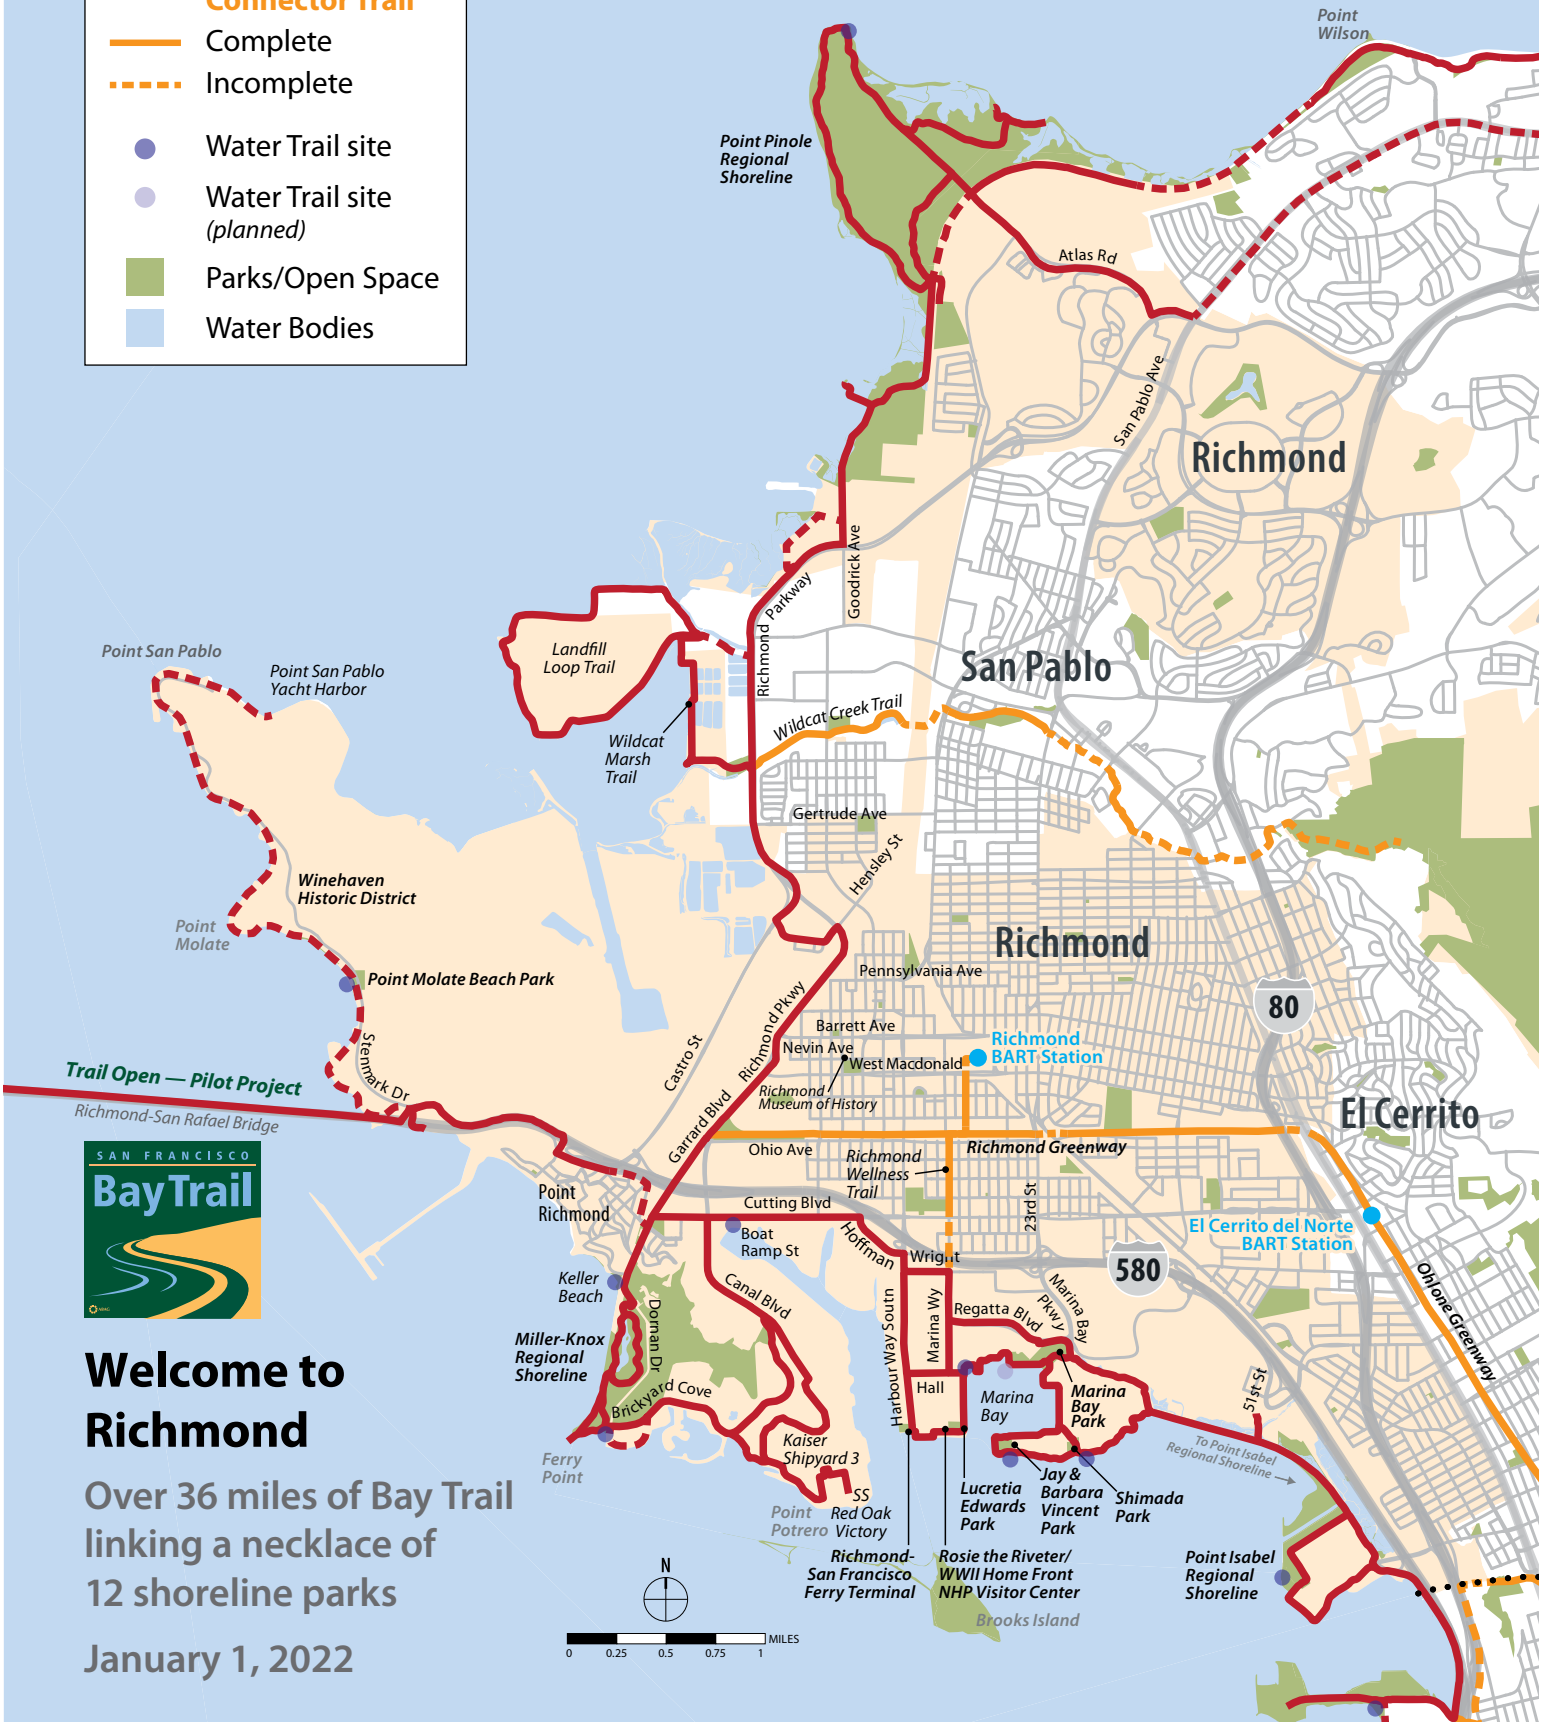 Connector Trail
Complete
Incomplete
Water Trail site
Water Trail site
(planned)
Parks/Open Space
Water Bodies
Point
Wilson
Point Pinole
Regional
Shoreline
Atlas Rd
San Pablo Ave
Richmond
Goodrick Ave
Richmond Parkway
Landfill
Loop Trail
San Pablo
Point San Pablo
Point San Pablo
Yacht Harbor
Wildcat Creek Trail
Wildcat
Marsh
Trail
Gertrude Ave
Hensley St
Winehaven
Historic District
Point
Molate
Richmond
Point Molate Beach Park
Pennsylvania Ave
80
Richmond Pkwy
Barrett Ave
Richmond
BART Station
Nevin Ave
West Macdonald
Castro St
Stenmark Dr
Trail Open — Pilot Project
Richmond-San Rafael Bridge
Richmond
Museum of History
Garrard Blvd
El Cerrito
Ohio Ave
Richmond
Wellness
Trail
Richmond Greenway
SAN FRANCISCO
Bay Trail
ABAG
Point
Richmond
Cutting Blvd
23rd St
El Cerrito del Norte
BART Station
Boat
Ramp St
Hoffman
Wright
580
Ohlone Greenway
Keller
Beach
Canal Blvd
Dornan Dr
Harbour Way South
Marina Wy
Regatta Blvd
Marina Bay
Pkwy
Miller-Knox
Regional
Shoreline
Brickyard Cove
Hall
Marina
Bay
Marina
Bay
Park
51st St
Welcome to
Richmond
Ferry
Point
Kaiser
Shipyard 3
To Point Isabel
Regional Shoreline
Over 36 miles of Bay Trail
linking a necklace of
12 shoreline parks
January 1, 2022
Point
Potrero
SS
Red Oak
Victory
Lucretia
Edwards
Park
Jay &
Barbara
Vincent
Park
Shimada
Park
Richmond-
San Francisco
Ferry Terminal
Rosie the Riveter/
WWII Home Front
NHP Visitor Center
Point Isabel
Regional
Shoreline
Brooks Island
N
MILES
0 0.25 0.5 0.75 1